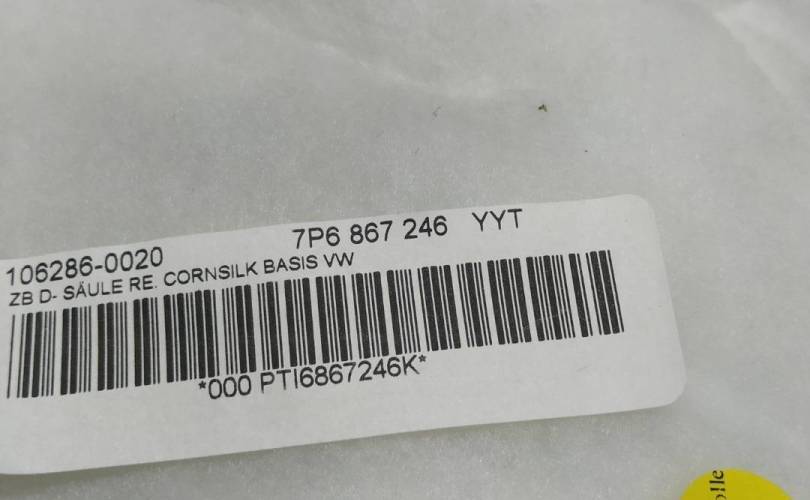 106286-0020 7P6 867 246 YYT
ZB D- SÄULE RE. CORNSILK BASIS VW
*000 PTI6867246K*